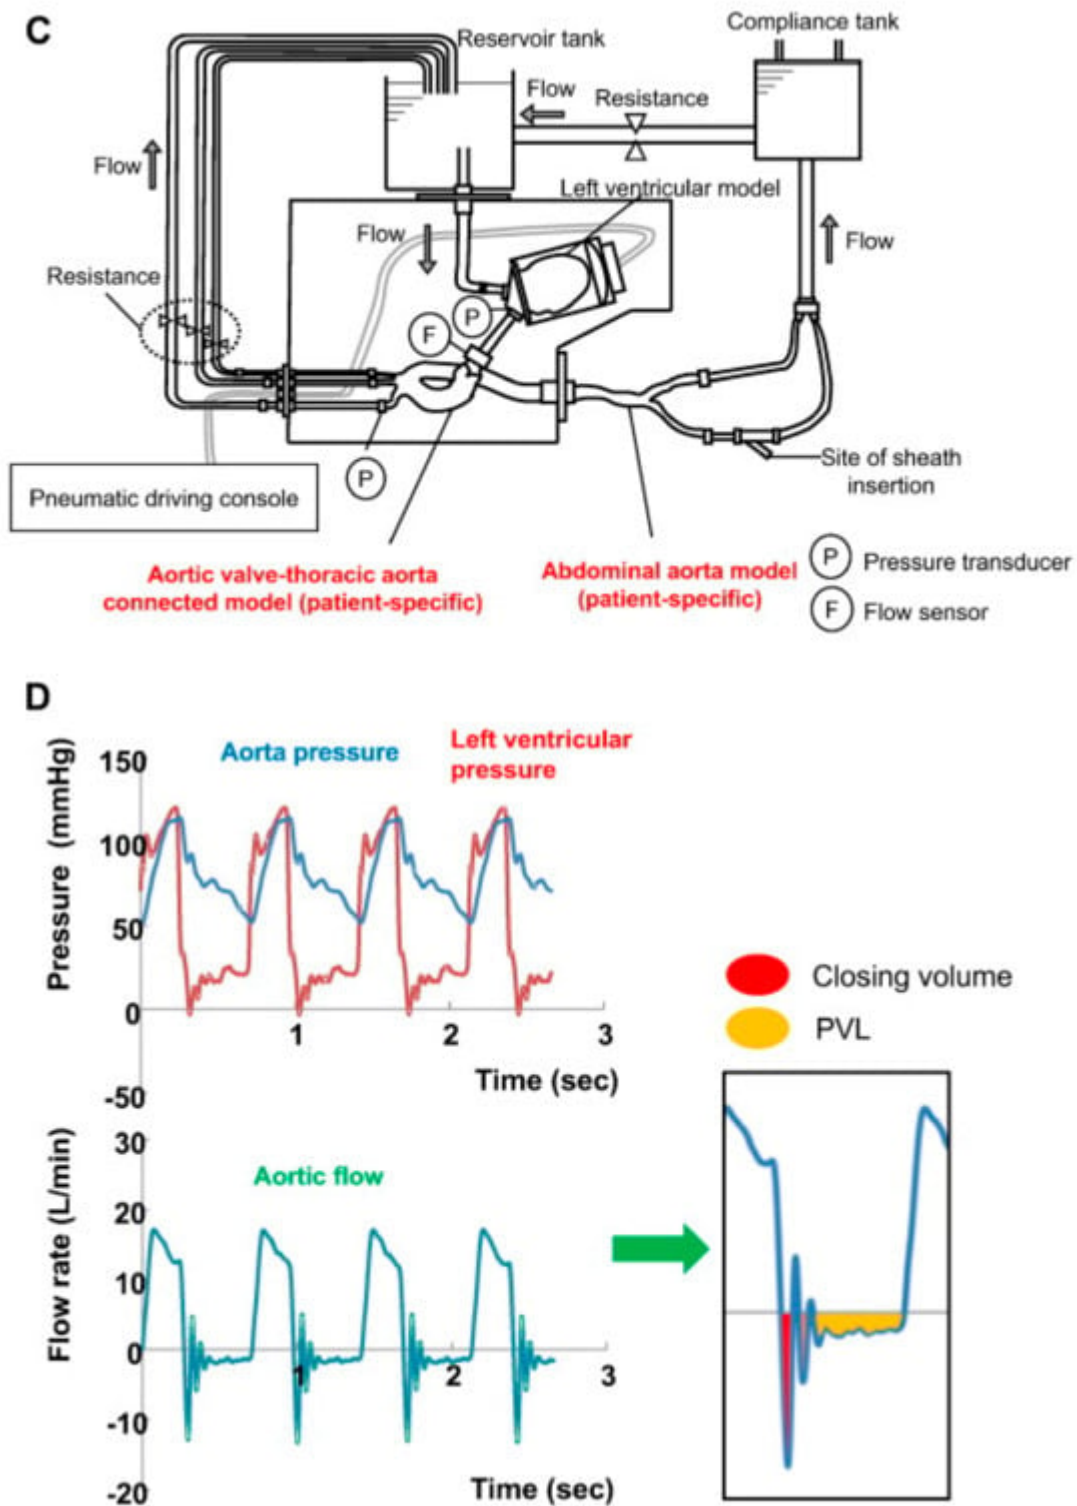 C
Compliance tank
Reservoir tank
Flow
Resistance
Flow
Left ventricular model
Flow
Flow
Resistance
P
F
P
Pneumatic driving console
Site of sheath
insertion
Aortic valve-thoracic aorta
connected model (patient-specific)
Abdominal aorta model
(patient-specific)
P Pressure transducer
F Flow sensor
D
Pressure (mmHg)
150
100
50
0
-50
Aorta pressure
Left ventricular
pressure
1 2 3
Time (sec)
Closing volume
PVL
Flow rate (L/min)
30
20
10
0
-10
-20
Aortic flow
1 2 3
Time (sec)